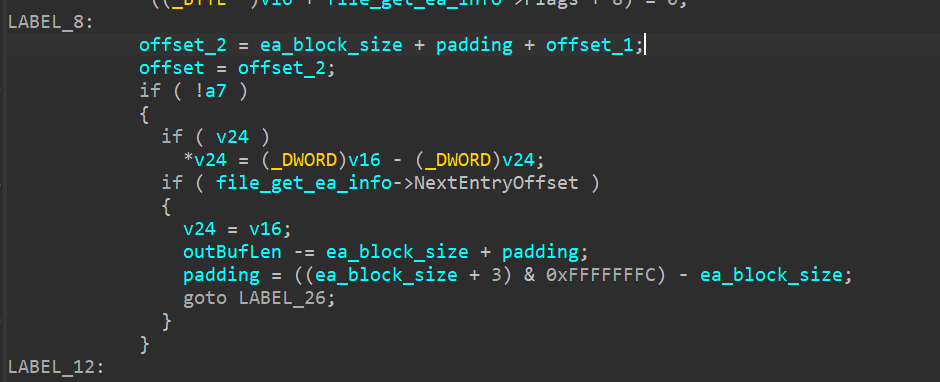 LABEL_8:
offset_2 = ea_block_size + padding + offset_1;
offset = offset_2;
if ( !a7 )
{
if ( v24 )
*v24 = (_DWORD)v16 - (_DWORD)v24;
if ( file_get_ea_info->NextEntryOffset )
{
v24 = v16;
outBufLen -= ea_block_size + padding;
padding = ((ea_block_size + 3) & 0xFFFFFFFC) - ea_block_size;
goto LABEL_26;
}
}
LABEL_12: